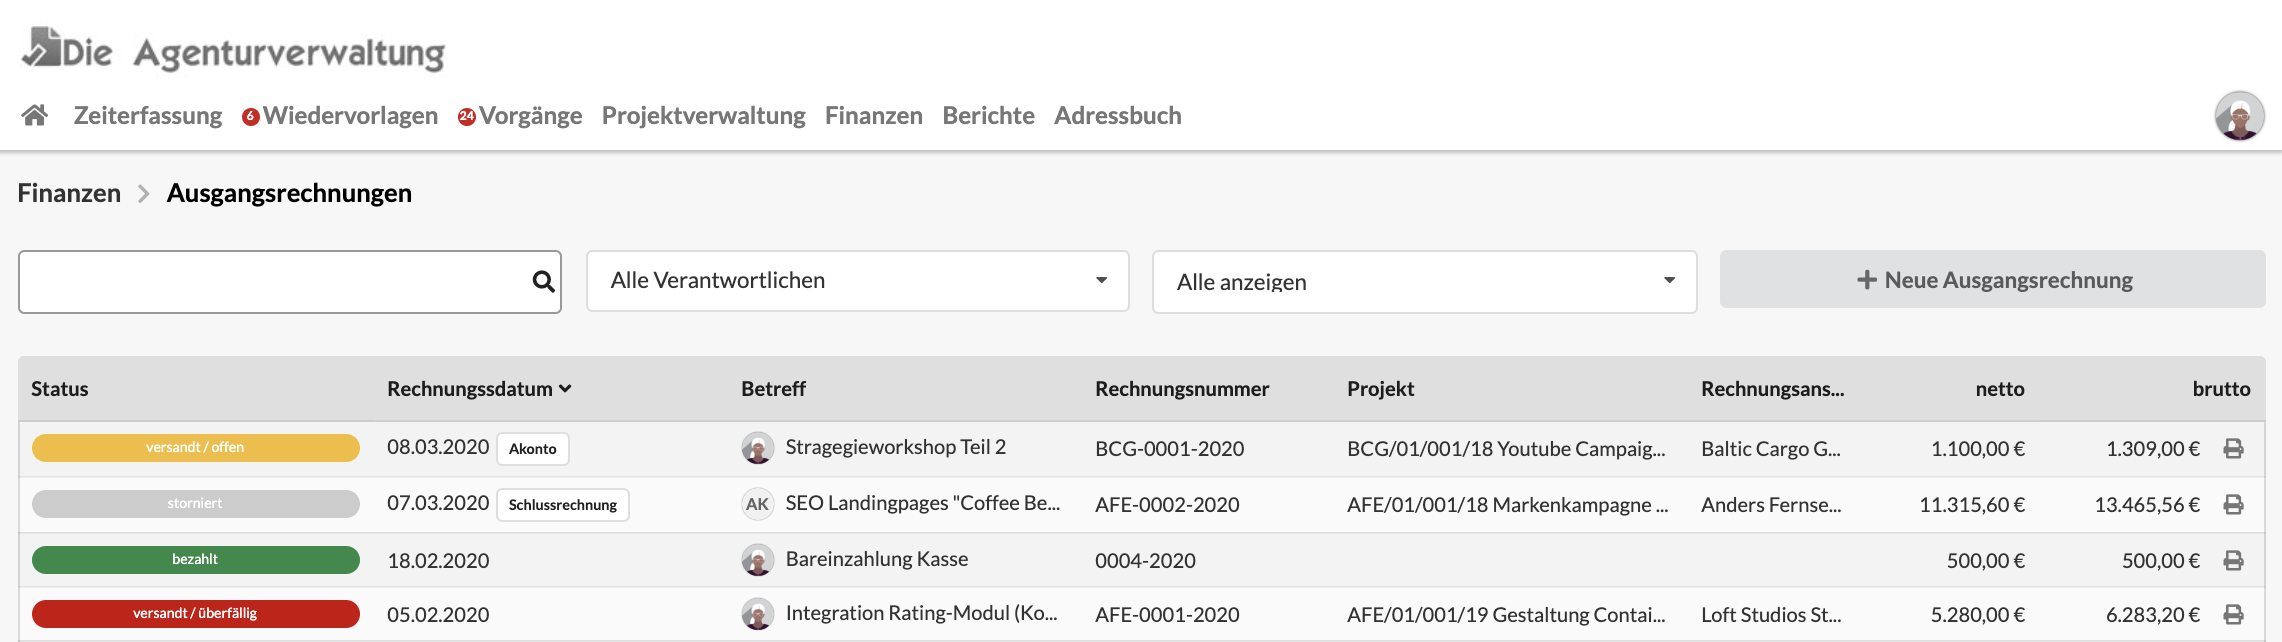 Die Agenturverwaltung
Zeiterfassung 6 Wiedervorlagen 24 Vorgänge Projektverwaltung Finanzen Berichte Adressbuch
Finanzen > Ausgangsrechnungen
Alle Verantwortlichen Alle anzeigen + Neue Ausgangsrechnung
Status Rechnungssdatum Betreff Rechnungsnummer Projekt Rechnungsans... netto brutto
versandt / offen 08.03.2020 Akonto Stragegieworkshop Teil 2 BCG-0001-2020 BCG/01/001/18 Youtube Campaig... Baltic Cargo G... 1.100,00 € 1.309,00 €
storniert 07.03.2020 Schlussrechnung AK SEO Landingpages "Coffee Be... AFE-0002-2020 AFE/01/001/18 Markenkampagne ... Anders Fernse... 11.315,60 € 13.465,56 €
bezahlt 18.02.2020 Bareinzahlung Kasse 0004-2020 500,00 € 500,00 €
versandt / überfällig 05.02.2020 Integration Rating-Modul (Ko... AFE-0001-2020 AFE/01/001/19 Gestaltung Contai... Loft Studios St... 5.280,00 € 6.283,20 €